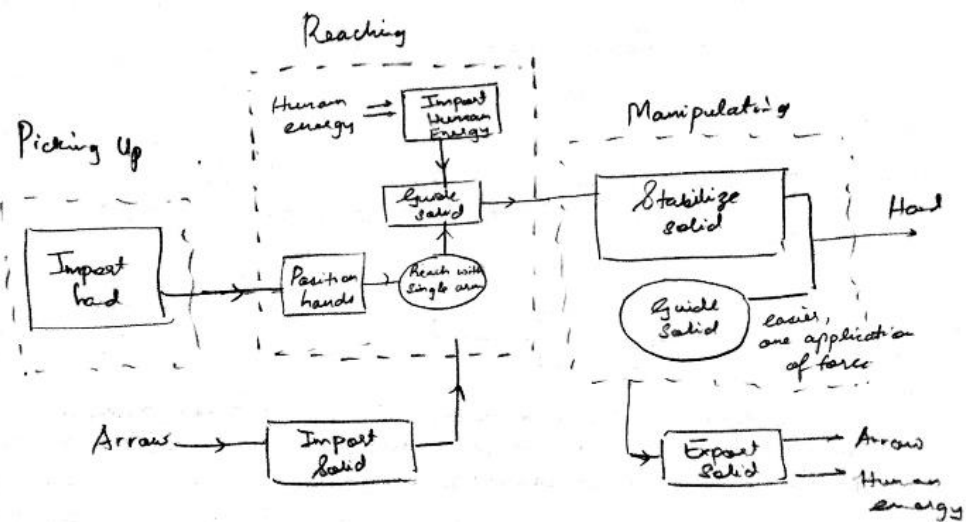 Reaching
Human
energy
Import
Human
Energy
Manipulating
Picking Up
Guide
solid
Stabilize
solid
Hand
Import
hand
Position
hands
Reach with
single arm
Guide
solid
easier,
one application
of force
Arrow
Import
Solid
Export
Solid
Arrow
Human
energy